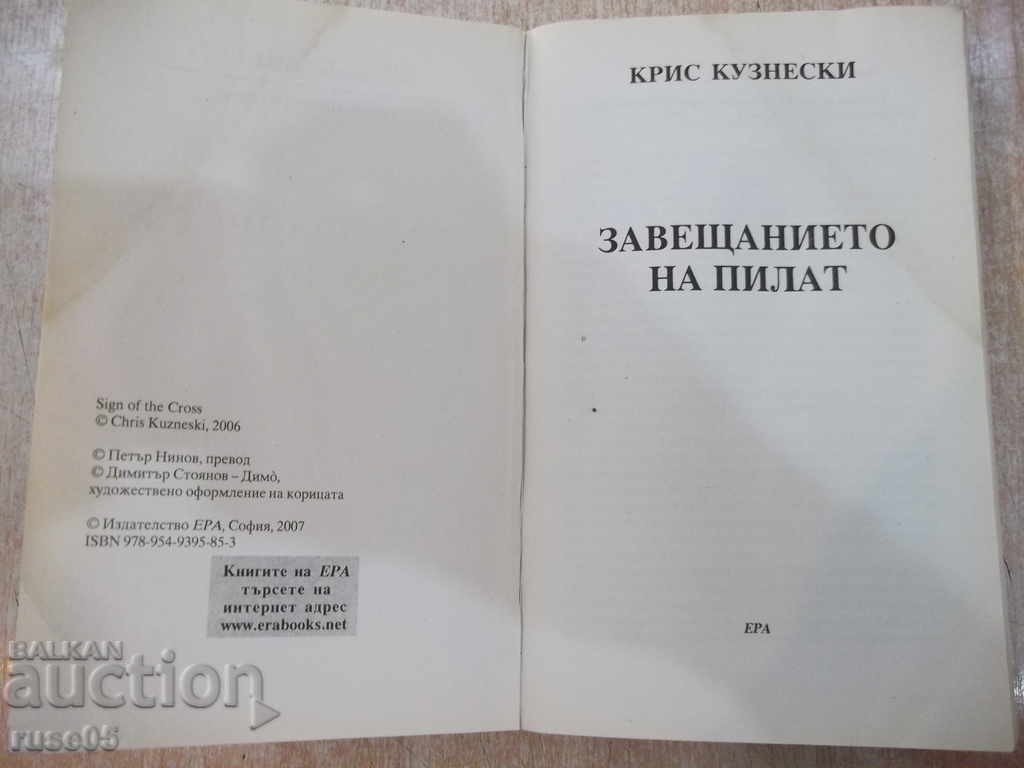 Sign of the Cross
© Chris Kuzneski, 2006
© Петър Нинов, превод
© Димитър Стоянов – Димо̀,
художествено оформление на корицата
© Издателство ЕРА, София, 2007
ISBN 978-954-9395-85-3
Книгите на ЕРА
търсете на
интернет адрес
www.erabooks.net
КРИС КУЗНЕСКИ
ЗАВЕЩАНИЕТО
НА ПИЛАТ
ЕРА
BALKAN
auction
ruse05